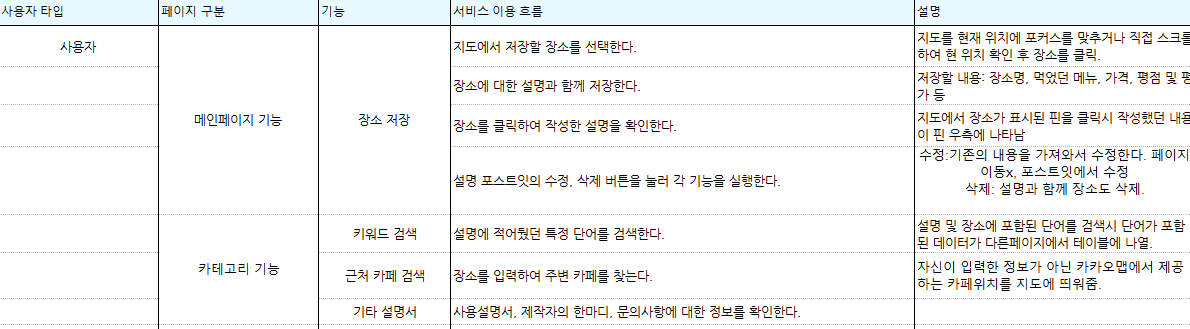 사용자 타입
페이지 구분
기능
서비스 이용 흐름
설명
사용자
메인페이지 기능
장소 저장
지도에서 저장할 장소를 선택한다.
지도를 현재 위치에 포커스를 맞추거나 직접 스크롤
하여 현 위치 확인 후 장소를 클릭.
장소에 대한 설명과 함께 저장한다.
저장할 내용: 장소명, 먹었던 메뉴, 가격, 평점 및 평
가 등
장소를 클릭하여 작성한 설명을 확인한다.
지도에서 장소가 표시된 핀을 클릭시 작성했던 내용
이 핀 우측에 나타남
설명 포스트잇의 수정, 삭제 버튼을 눌러 각 기능을 실행한다.
수정:기존의 내용을 가져와서 수정한다. 페이지
이동x, 포스트잇에서 수정
삭제: 설명과 함께 장소도 삭제.
카테고리 기능
키워드 검색
설명에 적어뒀던 특정 단어를 검색한다.
설명 및 장소에 포함된 단어를 검색시 단어가 포함
된 데이터가 다른페이지에서 테이블에 나열.
근처 카페 검색
장소를 입력하여 주변 카페를 찾는다.
자신이 입력한 정보가 아닌 카카오맵에서 제공
하는 카페위치를 지도에 띄워줌.
기타 설명서
사용설명서, 제작자의 한마디, 문의사항에 대한 정보를 확인한다.